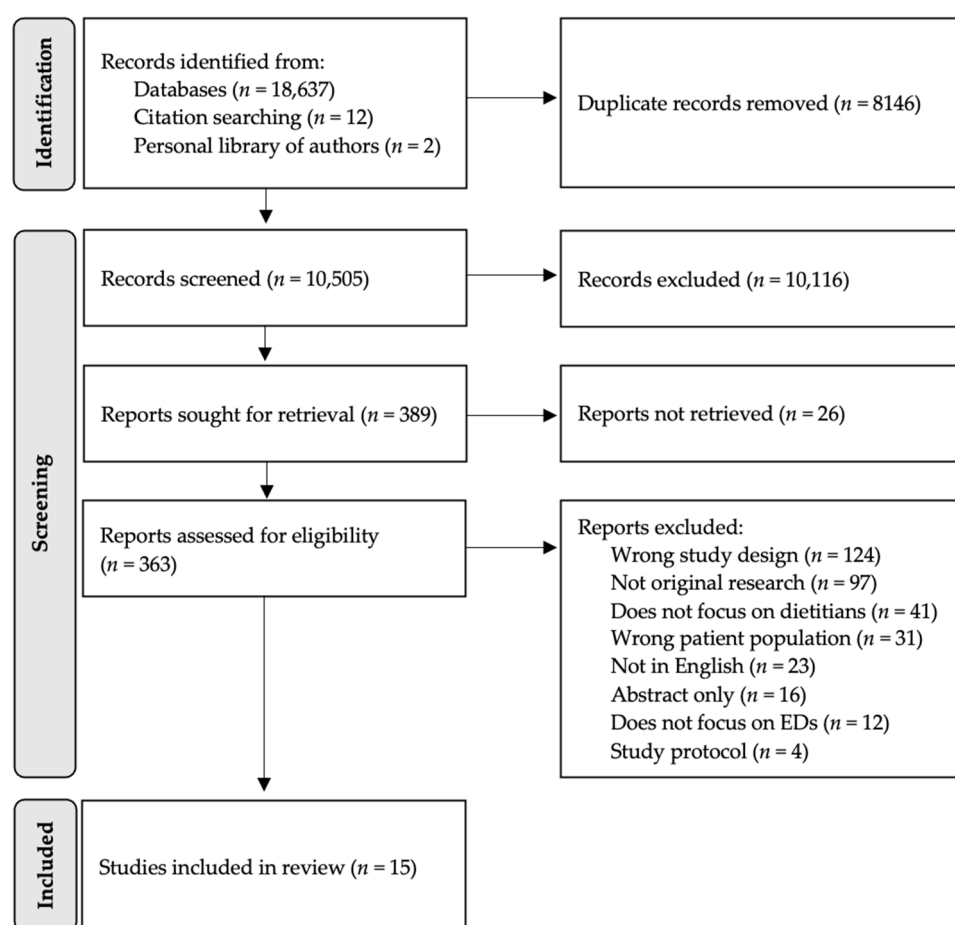 Identification
Records identified from:
Databases (n = 18,637)
Citation searching (n = 12)
Personal library of authors (n = 2)
Duplicate records removed (n = 8146)
Screening
Records screened (n = 10,505)
Records excluded (n = 10,116)
Reports sought for retrieval (n = 389)
Reports not retrieved (n = 26)
Reports assessed for eligibility
(n = 363)
Reports excluded:
Wrong study design (n = 124)
Not original research (n = 97)
Does not focus on dietitians (n = 41)
Wrong patient population (n = 31)
Not in English (n = 23)
Abstract only (n = 16)
Does not focus on EDs (n = 12)
Study protocol (n = 4)
Included
Studies included in review (n = 15)